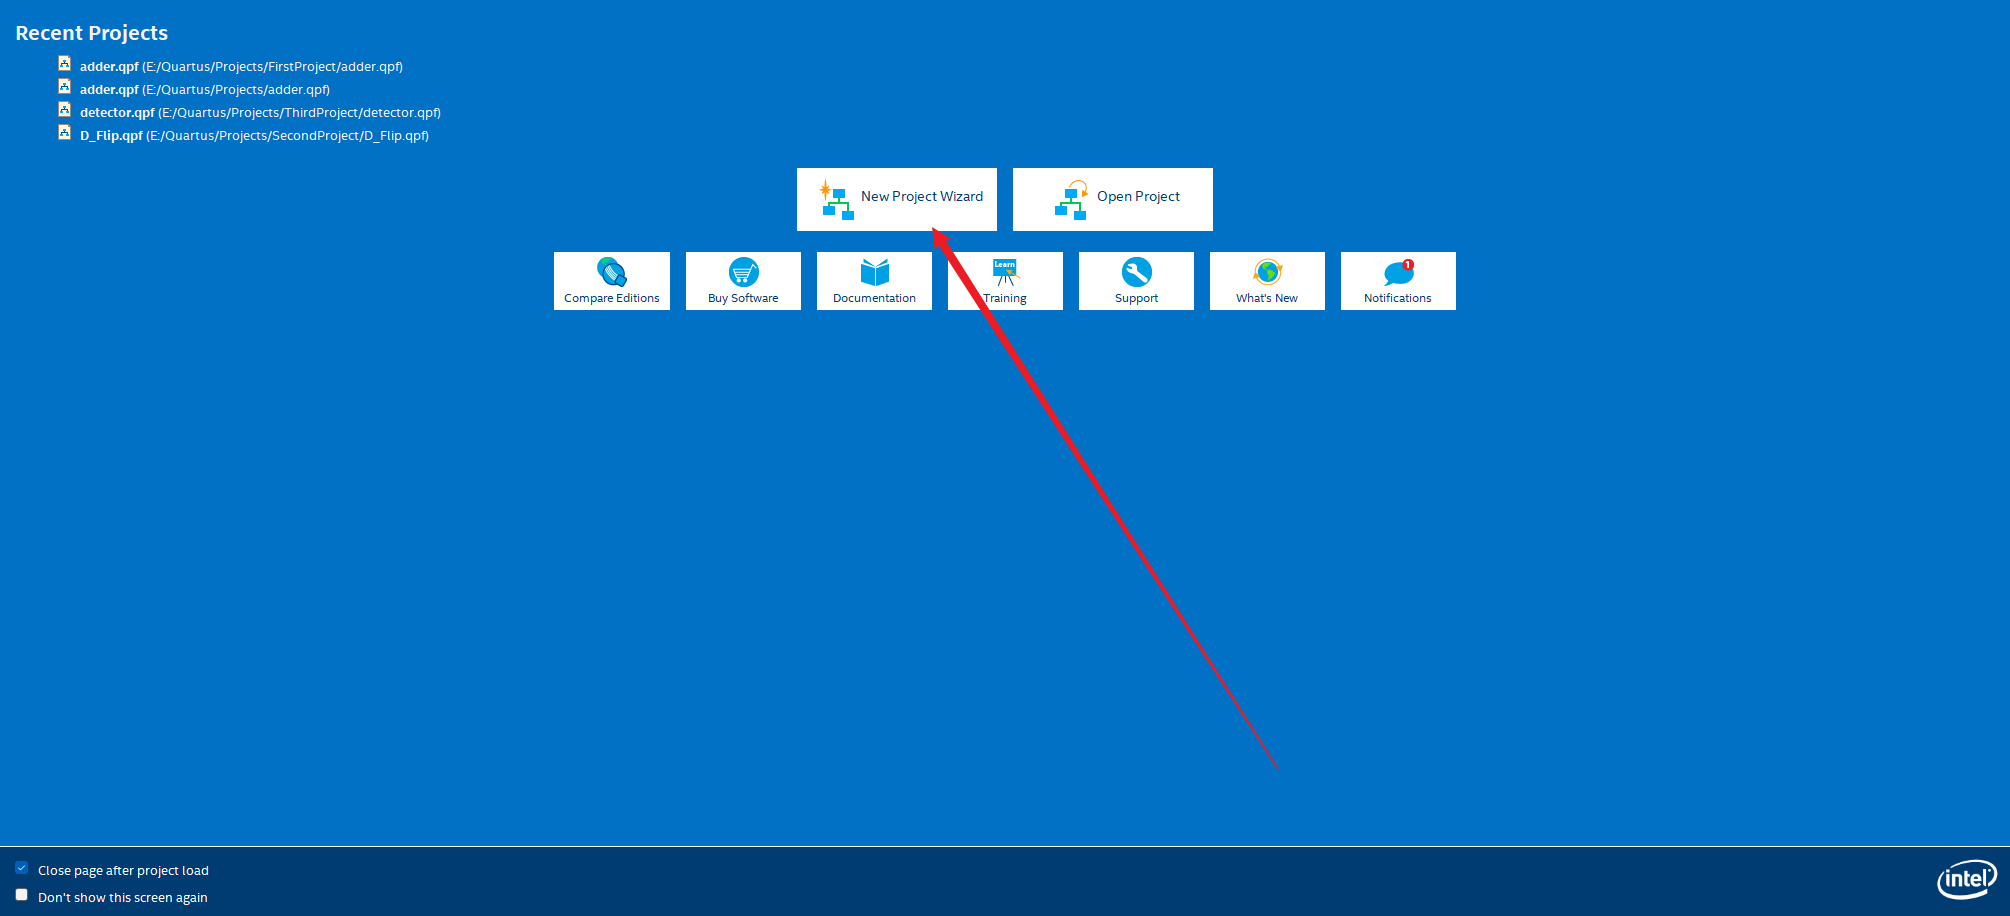 Recent Projects
adder.qpf (E:/Quartus/Projects/FirstProject/adder.qpf)
adder.qpf (E:/Quartus/Projects/adder.qpf)
detector.qpf (E:/Quartus/Projects/ThirdProject/detector.qpf)
D_Flip.qpf (E:/Quartus/Projects/SecondProject/D_Flip.qpf)
New Project Wizard
Open Project
Compare Editions
Buy Software
Documentation
Learn
Training
Support
What's New
1
Notifications
Close page after project load
Don't show this screen again
intel